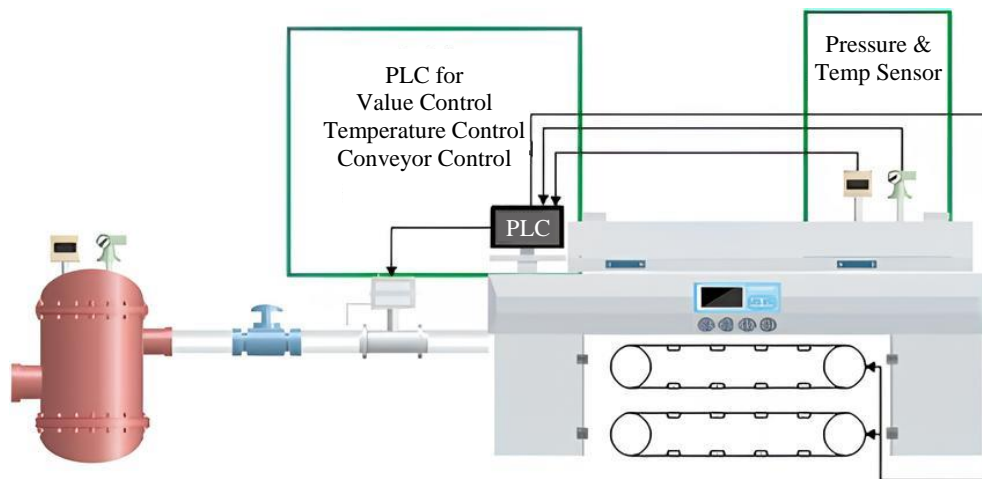 PLC for
Value Control
Temperature Control
Conveyor Control
Pressure &
Temp Sensor
PLC